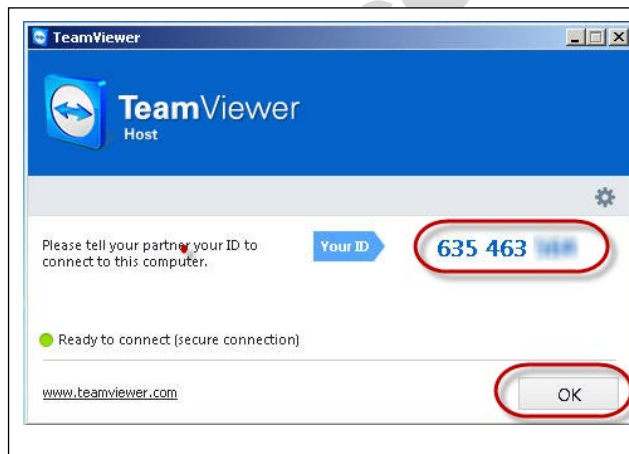 TeamViewer
TeamViewer
Host
Please tell your partner your ID to
connect to this computer.
Your ID
635 463
Ready to connect (secure connection)
www.teamviewer.com
OK